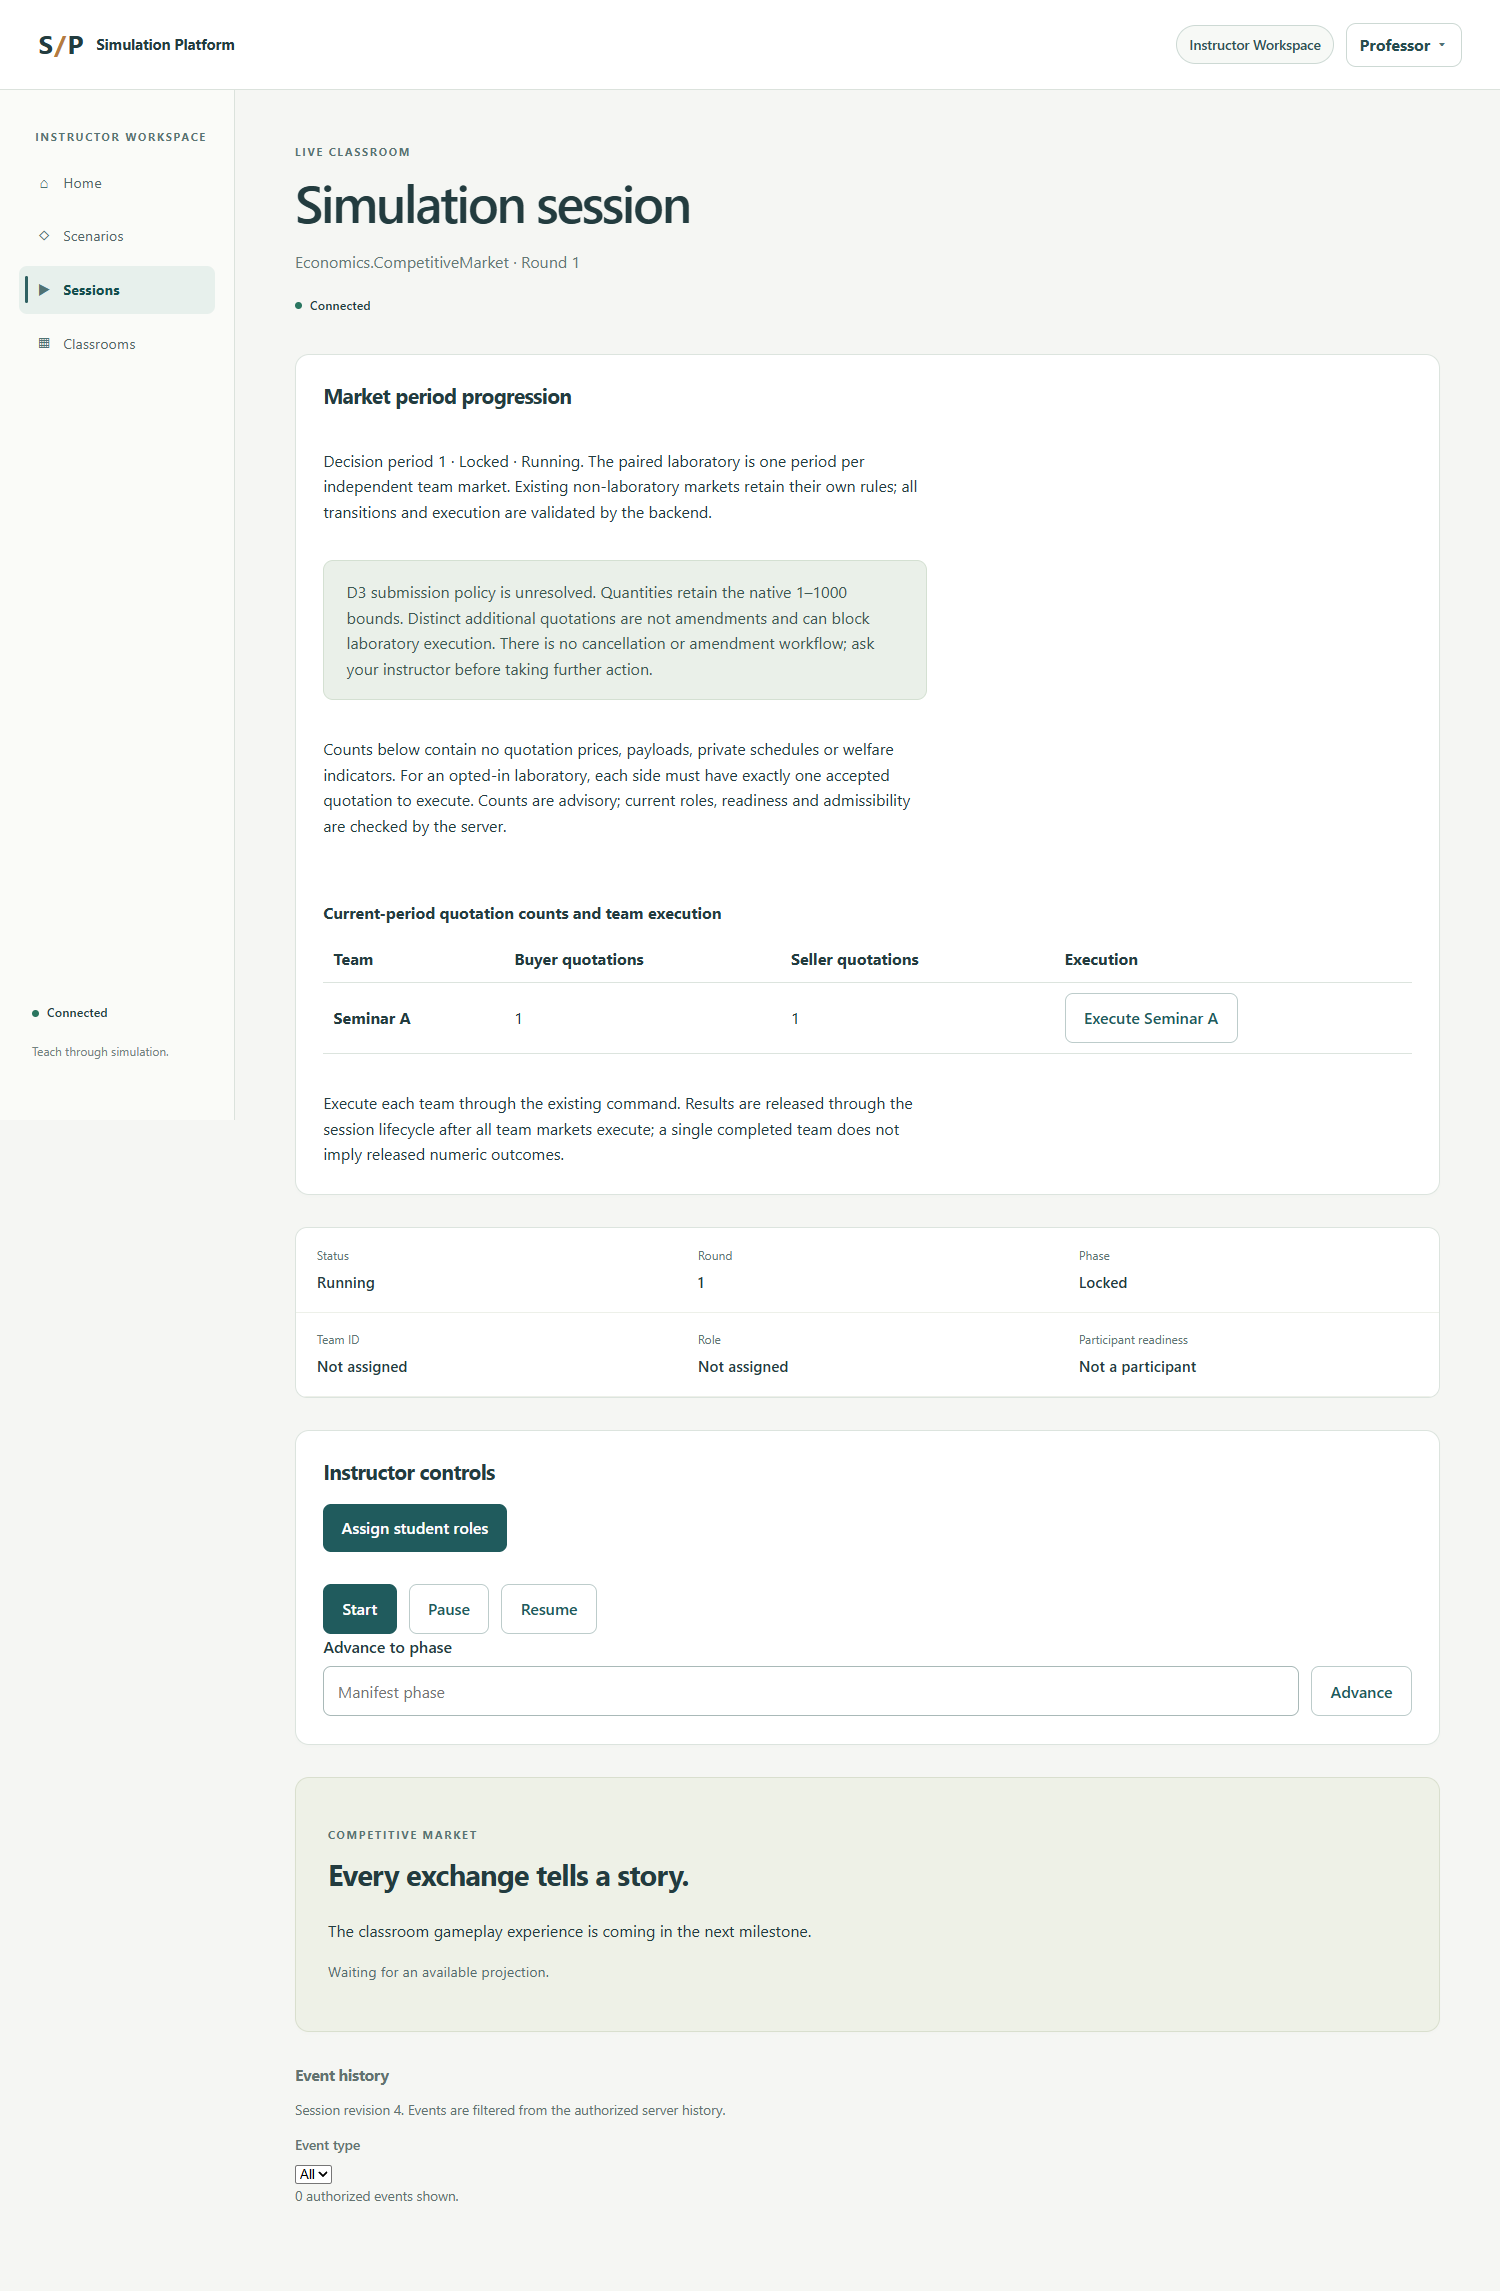 S/P Simulation Platform
Instructor Workspace
Professor
INSTRUCTOR WORKSPACE
Home
Scenarios
Sessions
Classrooms
Connected
Teach through simulation.
LIVE CLASSROOM
Simulation session
Economics.CompetitiveMarket · Round 1
Connected
Market period progression
Decision period 1 · Locked · Running. The paired laboratory is one period per
independent team market. Existing non-laboratory markets retain their own rules; all
transitions and execution are validated by the backend.
D3 submission policy is unresolved. Quantities retain the native 1–1000
bounds. Distinct additional quotations are not amendments and can block
laboratory execution. There is no cancellation or amendment workflow; ask
your instructor before taking further action.
Counts below contain no quotation prices, payloads, private schedules or welfare
indicators. For an opted-in laboratory, each side must have exactly one accepted
quotation to execute. Counts are advisory; current roles, readiness and admissibility
are checked by the server.
Current-period quotation counts and team execution
Team Buyer quotations Seller quotations Execution
Seminar A 1 1 Execute Seminar A
Execute each team through the existing command. Results are released through the
session lifecycle after all team markets execute; a single completed team does not
imply released numeric outcomes.
Status Round Phase
Running 1 Locked
Team ID Role Participant readiness
Not assigned Not assigned Not a participant
Instructor controls
Assign student roles
Start Pause Resume
Advance to phase
Manifest phase Advance
COMPETITIVE MARKET
Every exchange tells a story.
The classroom gameplay experience is coming in the next milestone.
Waiting for an available projection.
Event history
Session revision 4. Events are filtered from the authorized server history.
Event type
All
0 authorized events shown.